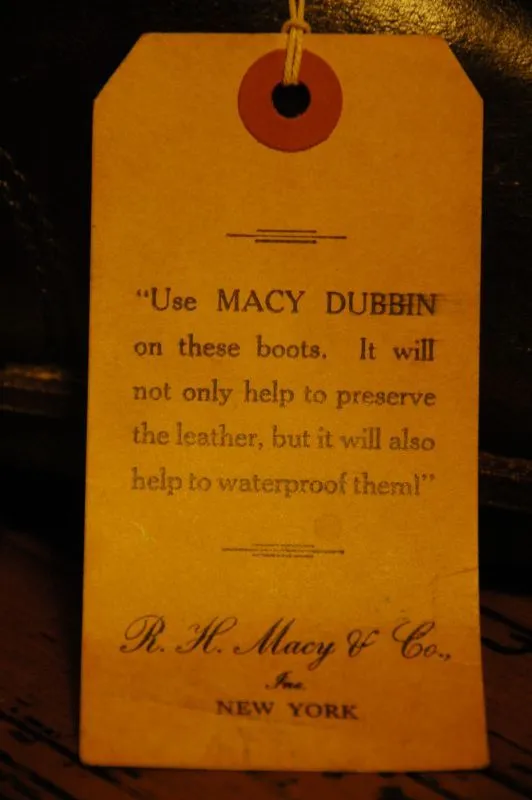 “Use MACY DUBBIN
on these boots. It will
not only help to preserve
the leather, but it will also
help to waterproof them!”
R. H. Macy & Co.,
Inc.
NEW YORK